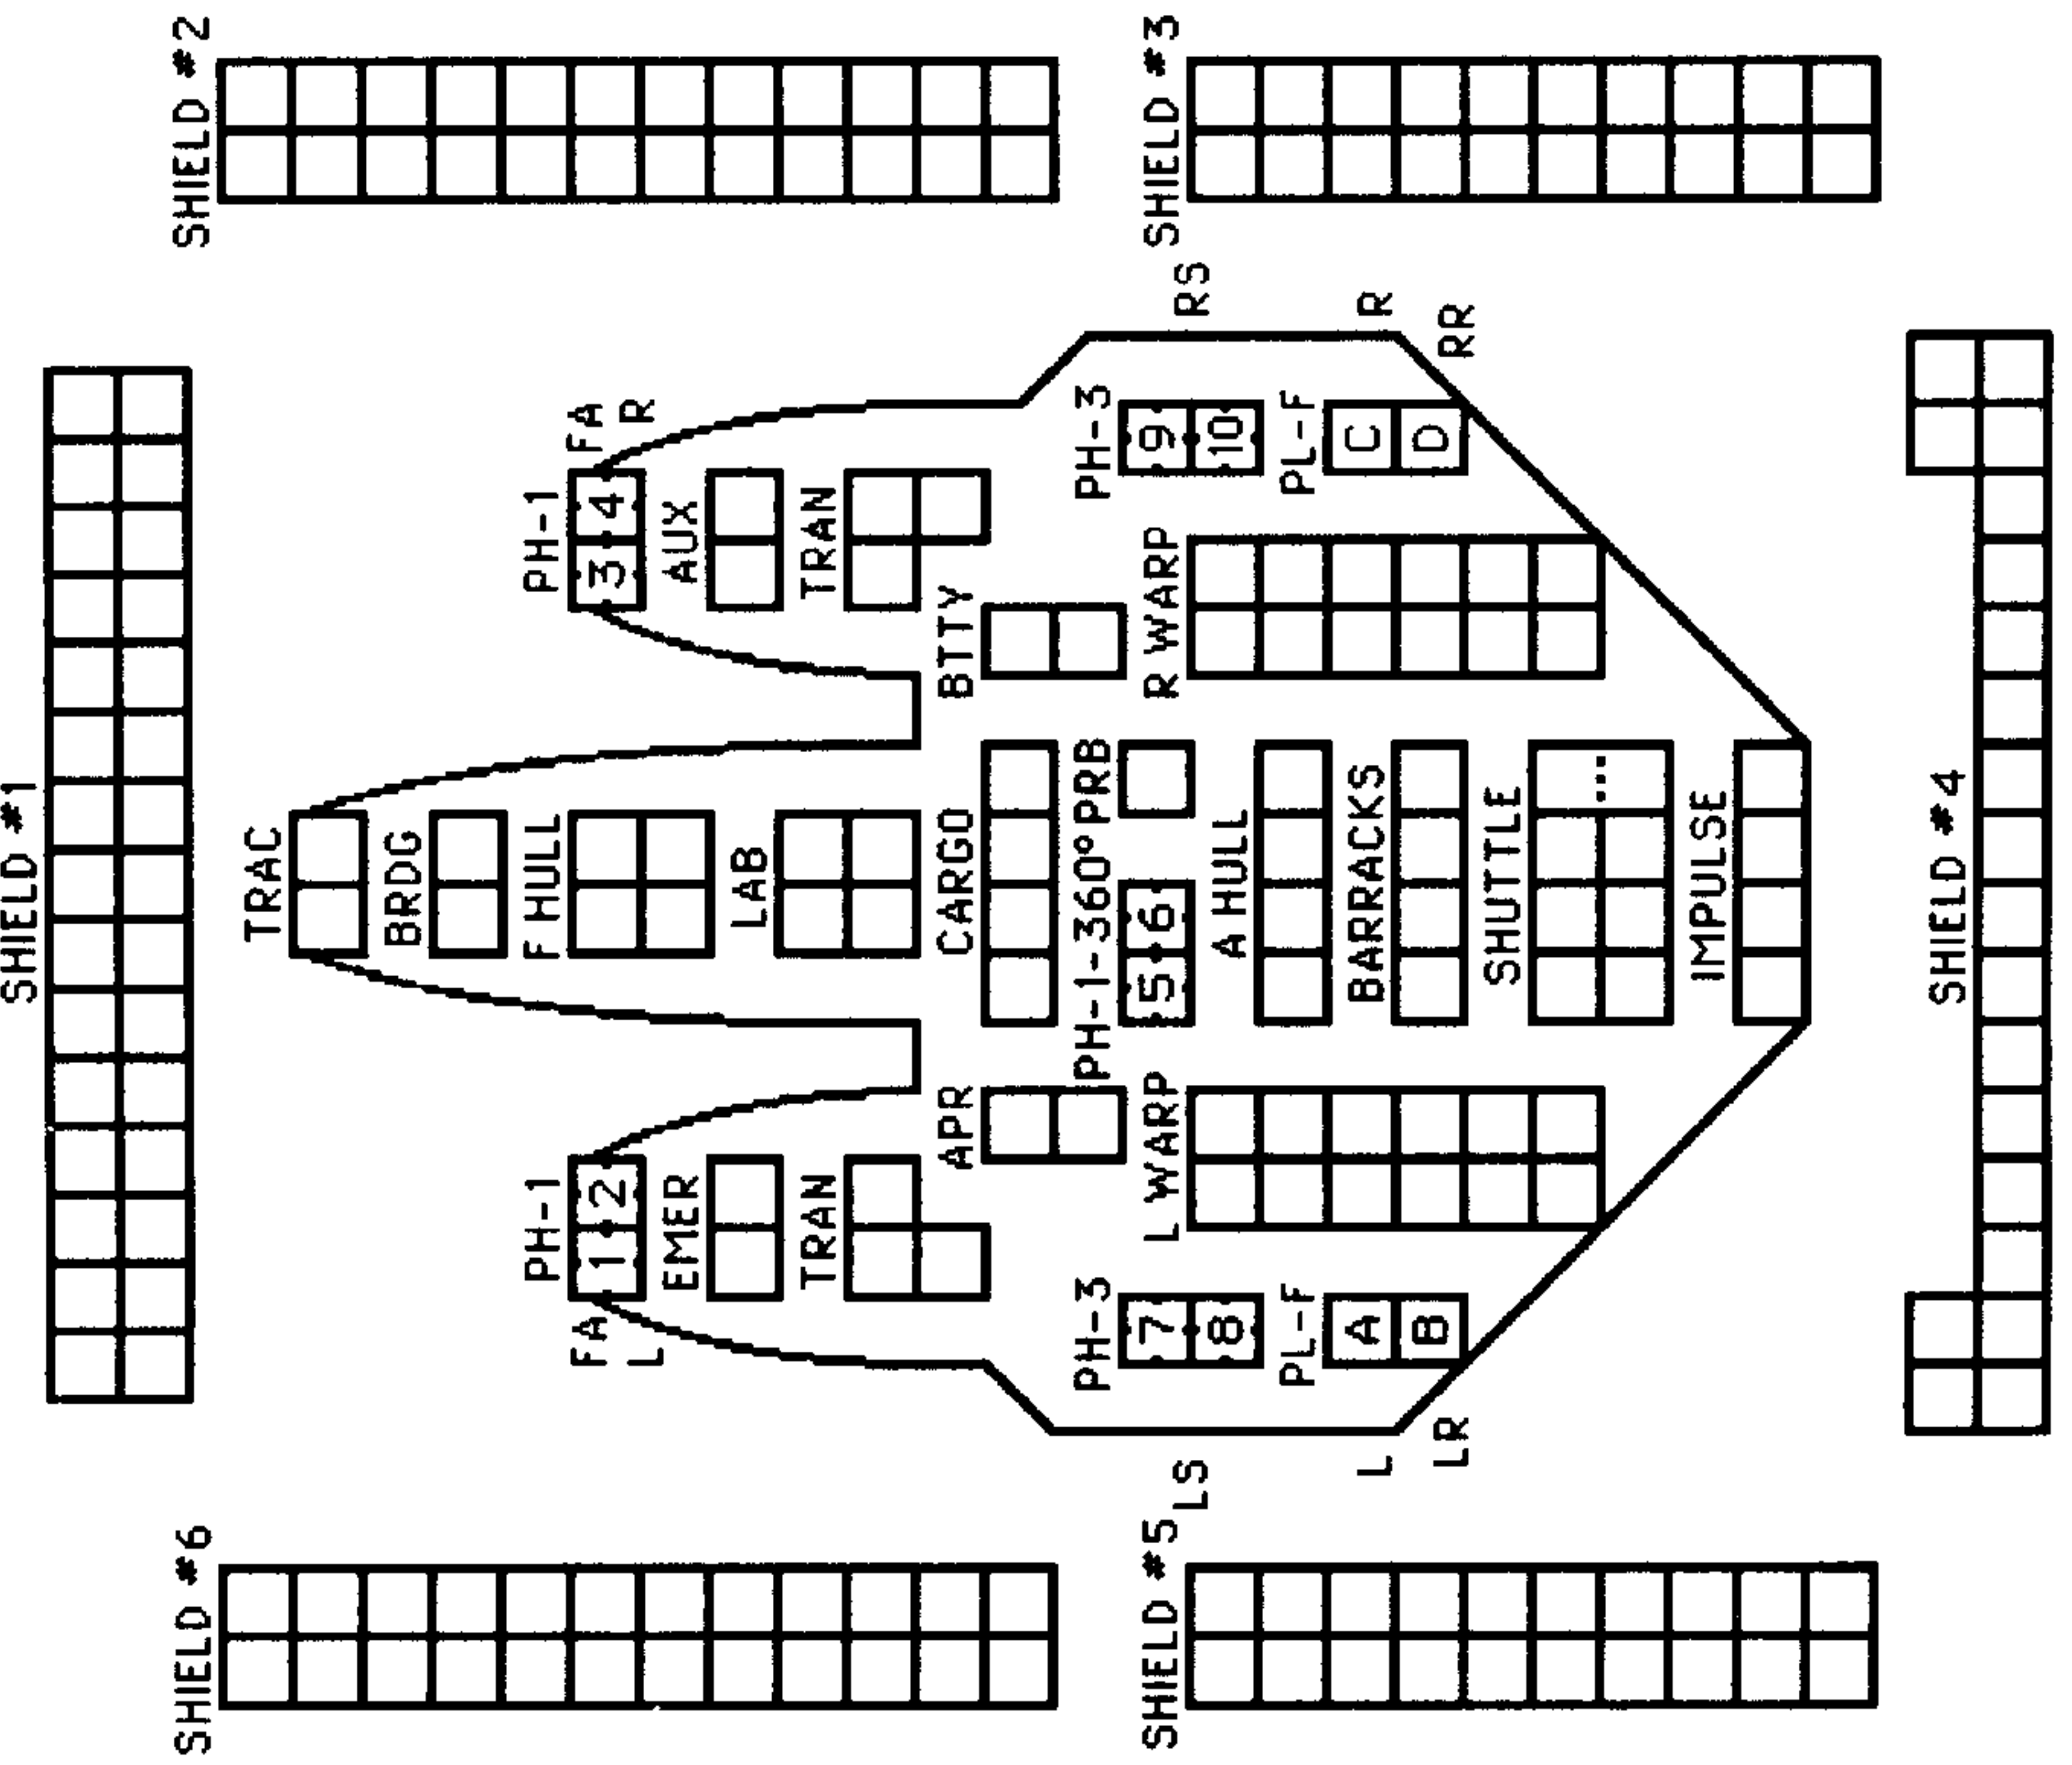 SHIELD #1
SHIELD #6
SHIELD #2
TRAC
BRDG
PH-1
F HULL
PH-1
FA
L
1 2
3 4
FA
R
EMER
AUX
LAB
TRAN
TRAN
APR
CARGO
BTTY
PH-3
PH-1-360° PRB
PH-3
SHIELD #5
LS
7
L WARP
5 6
R WARP
9
RS
SHIELD #3
8
A HULL
10
PL-F
PL-F
L
A
BARRACKS
C
R
LR
B
D
RR
SHUTTLE
...
IMPULSE
SHIELD #4